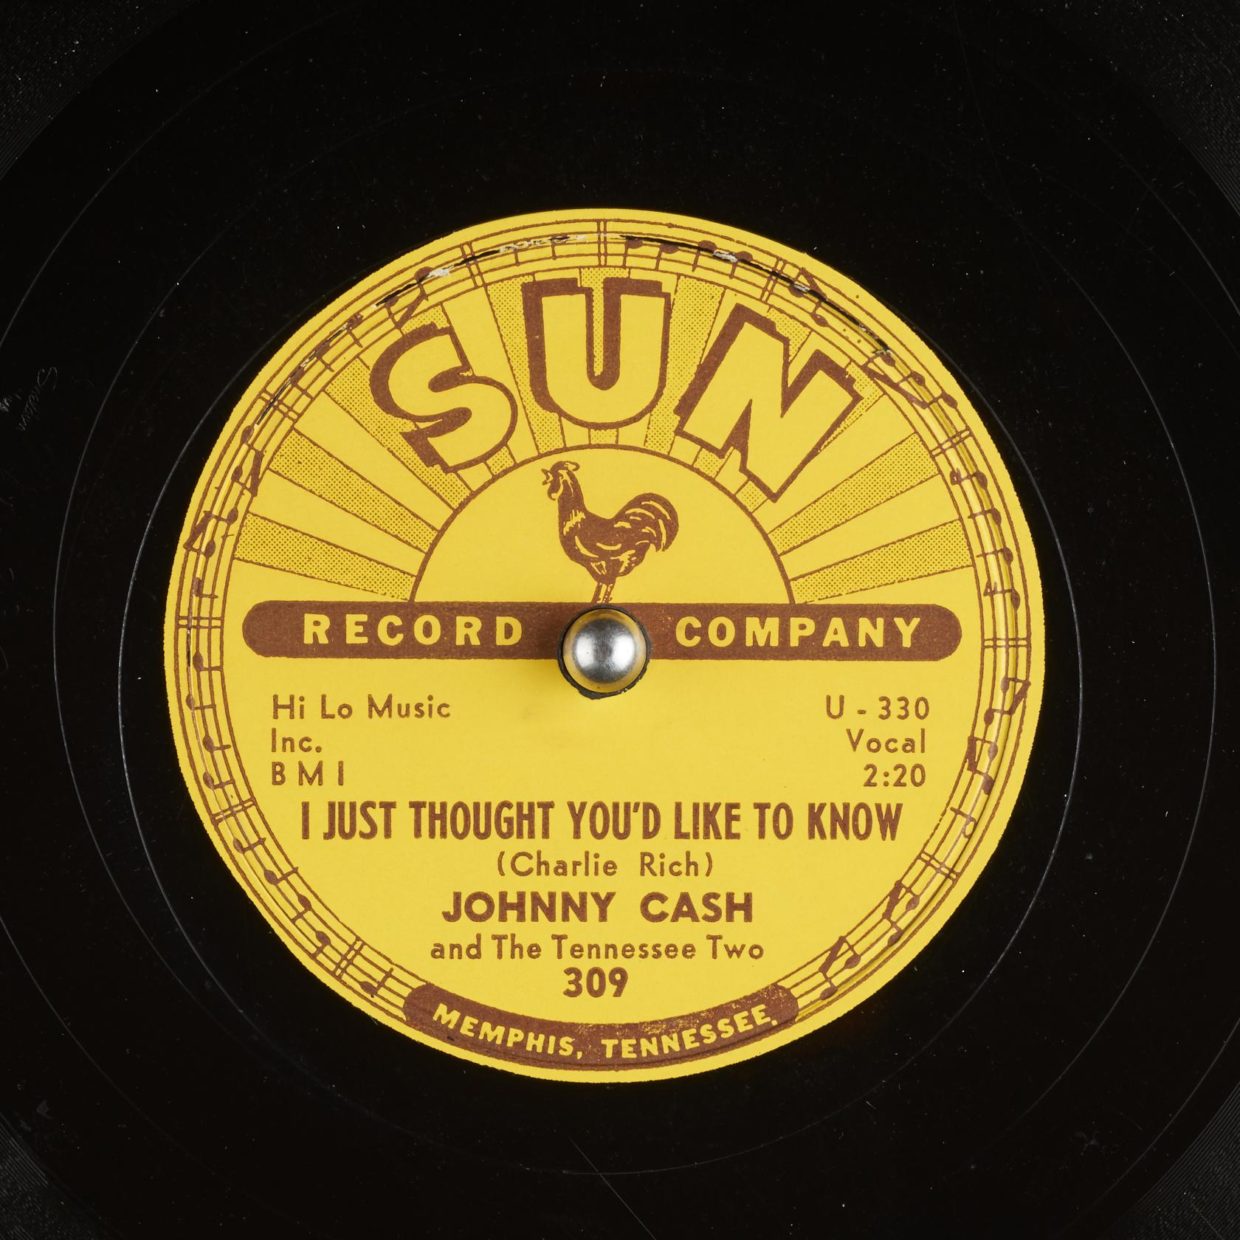 SUN
RECORD COMPANY
Hi Lo Music
Inc.
B M I
U - 330
Vocal
2:20
I JUST THOUGHT YOU'D LIKE TO KNOW
(Charlie Rich)
JOHNNY CASH
and The Tennessee Two
309
MEMPHIS, TENNESSEE.